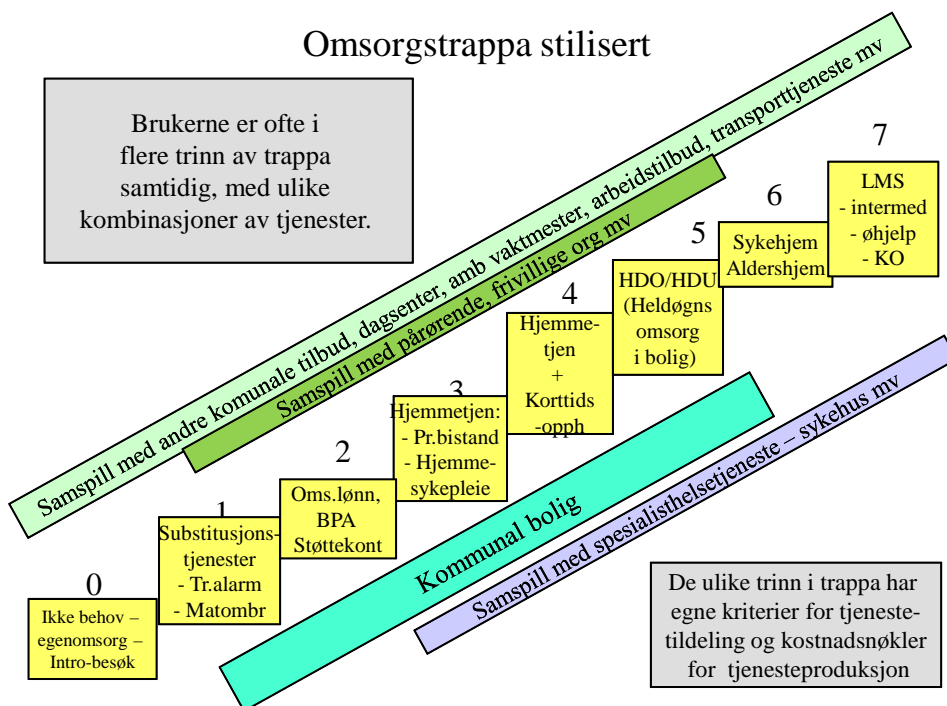 Omsorgstrappa stilisert
Brukerne er ofte i
flere trinn av trappa
samtidig, med ulike
kombinasjoner av tjenester.
Samspill med andre komunale tilbud, dagsenter, amb vaktmester, arbeidstilbud, transporttjeneste mv
Samspill med pårørende, frivillige org mv
0
Ikke behov –
egenomsorg –
Intro-besøk
1
Substitusjons-
tjenester
- Tr.alarm
- Matombr
2
Oms.lønn,
BPA
Støttekont
3
Hjemmetjen:
- Pr.bistand
- Hjemme-
sykepleie
4
Hjemme-
tjen
+
Korttids
-opph
5
HDO/HDU
(Heldøgns
omsorg
i bolig)
6
Sykehjem
Aldershjem
7
LMS
- intermed
- øhjelp
- KO
Kommunal bolig
Samspill med spesialisthelsetjeneste – sykehus mv
De ulike trinn i trappa har
egne kriterier for tjeneste-
tildeling og kostnadsnøkler
for tjenesteproduksjon